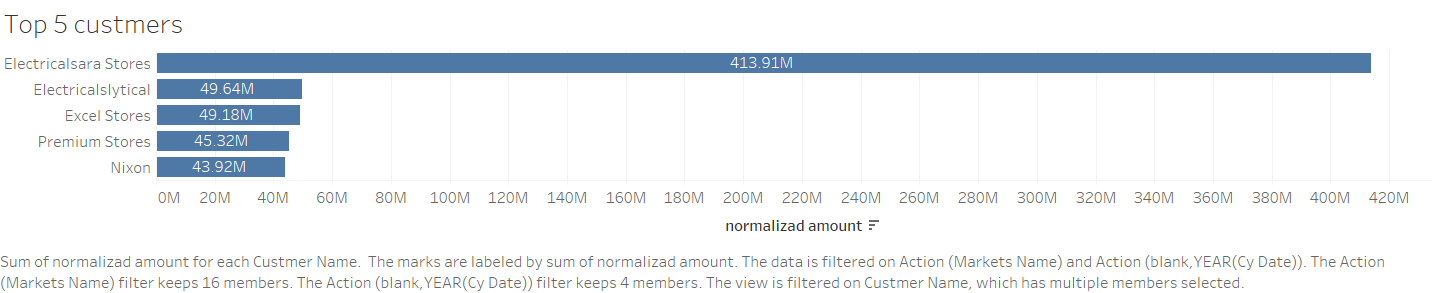 Top 5 custmers
Electricalsara Stores 413.91M
Electricalslytical 49.64M
Excel Stores 49.18M
Premium Stores 45.32M
Nixon 43.92M
0M 20M 40M 60M 80M 100M 120M 140M 160M 180M 200M 220M 240M 260M 280M 300M 320M 340M 360M 380M 400M 420M
normalizad amount
Sum of normalizad amount for each Custmer Name. The marks are labeled by sum of normalizad amount. The data is filtered on Action (Markets Name) and Action (blank,YEAR(Cy Date)). The Action
(Markets Name) filter keeps 16 members. The Action (blank,YEAR(Cy Date)) filter keeps 4 members. The view is filtered on Custmer Name, which has multiple members selected.